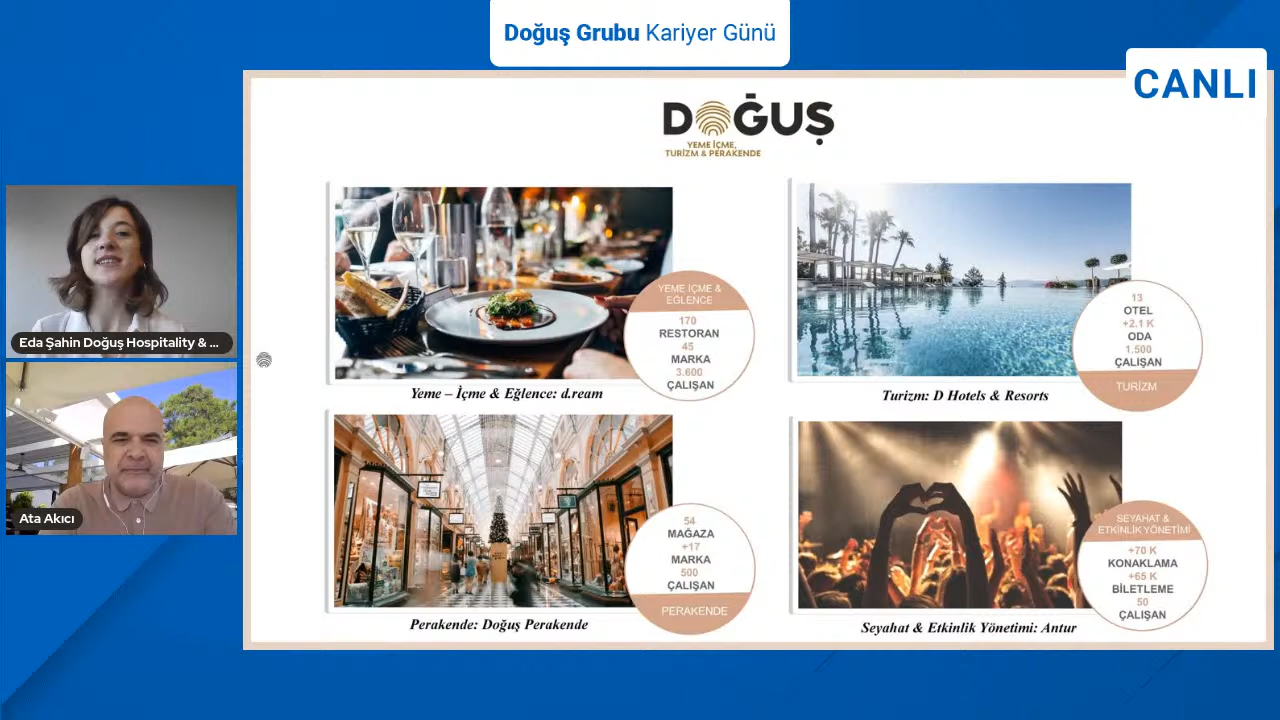 Doğuş Grubu Kariyer Günü
CANLI
DOĞUŞ
YEME İÇME,
TURİZM & PERAKENDE
YEME İÇME &
EĞLENCE
170
RESTORAN
45
MARKA
3.600
ÇALIŞAN
Yeme – İçme & Eğlence: d.ream
13
OTEL
+2.1 K
ODA
1.500
ÇALIŞAN
TURİZM
Turizm: D Hotels & Resorts
54
MAĞAZA
+17
MARKA
500
ÇALIŞAN
PERAKENDE
Perakende: Doğuş Perakende
SEYAHAT &
ETKİNLİK YÖNETİMİ
+70 K
KONAKLAMA
+65 K
BİLETLEME
50
ÇALIŞAN
Seyahat & Etkinlik Yönetimi: Antur
Eda Şahin Doğuş Hospitality & ...
Ata Akıcı